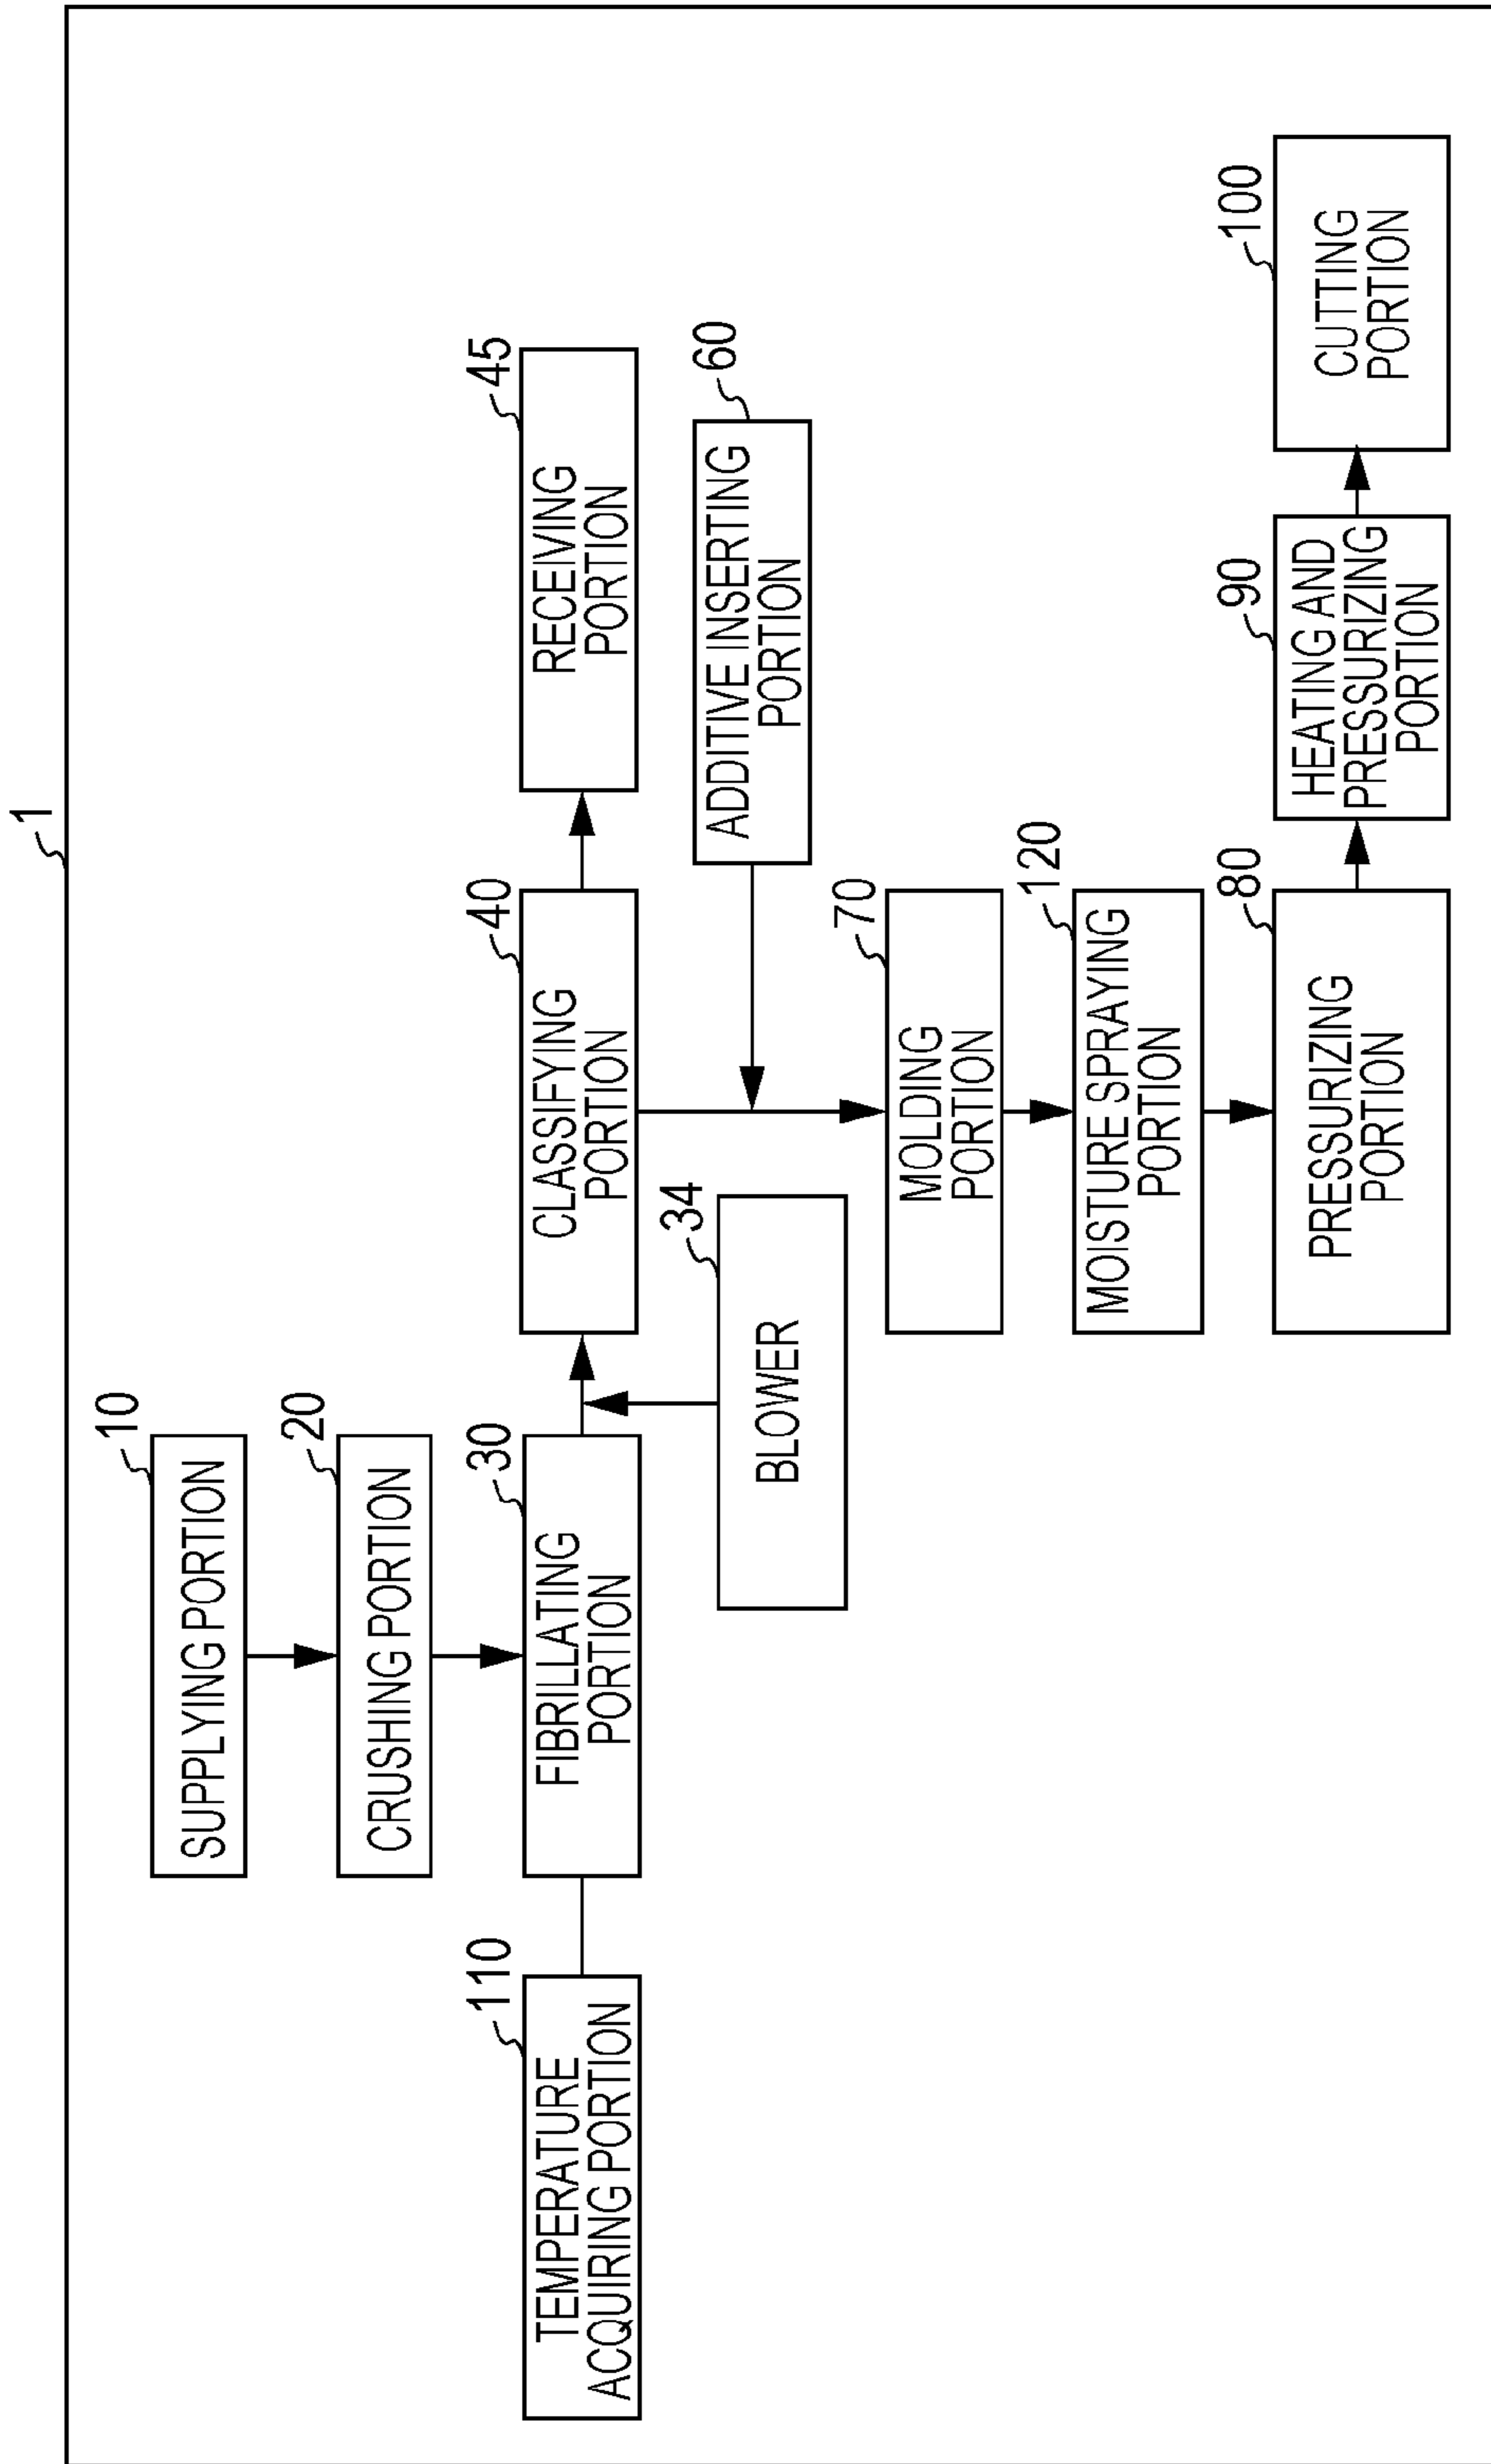 1
10
SUPPLYING PORTION
20
CRUSHING PORTION
110
TEMPERATURE
ACQUIRING PORTION
30
FIBRILLATING
PORTION
40
CLASSIFYING
PORTION
45
RECEIVING
PORTION
34
BLOWER
60
ADDITIVE INSERTING
PORTION
70
MOLDING
PORTION
120
MOISTURE SPRAYING
PORTION
80
PRESSURIZING
PORTION
90
HEATING AND
PRESSURIZING
PORTION
100
CUTTING
PORTION